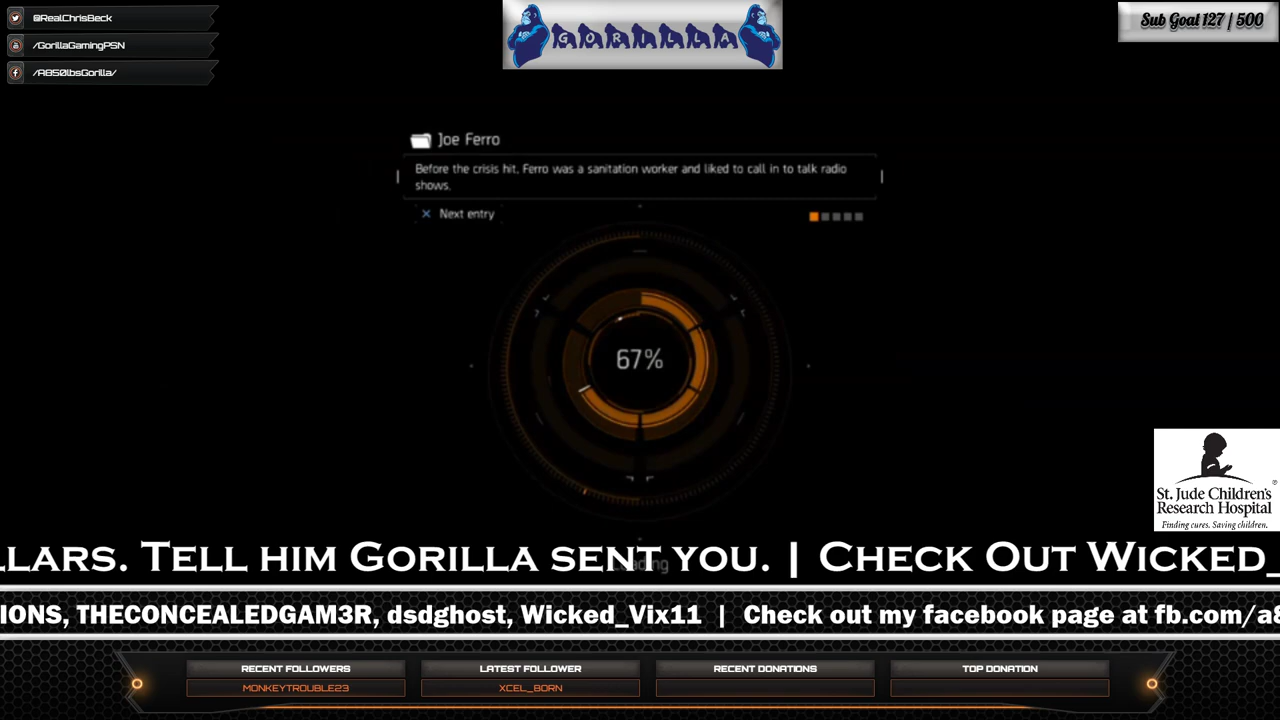 @RealChrisBeck
/GorillaGamingPSN
/A850lbsGorilla/
GORILLA
Sub Goal 127 / 500
Joe Ferro
Before the crisis hit, Ferro was a sanitation worker and liked to call in to talk radio
shows.
Next entry
67%
St. Jude Children's
Research Hospital
Finding cures. Saving children.
LLARS. TELL HIM GORILLA SENT YOU. | CHECK OUT WICKED_
IONS, THECONCEALEDGAM3R, dsdghost, Wicked_Vix11 | Check out my facebook page at fb.com/a8
RECENT FOLLOWERS
MONKEYTROUBLE23
LATEST FOLLOWER
XCEL_BORN
RECENT DONATIONS
TOP DONATION